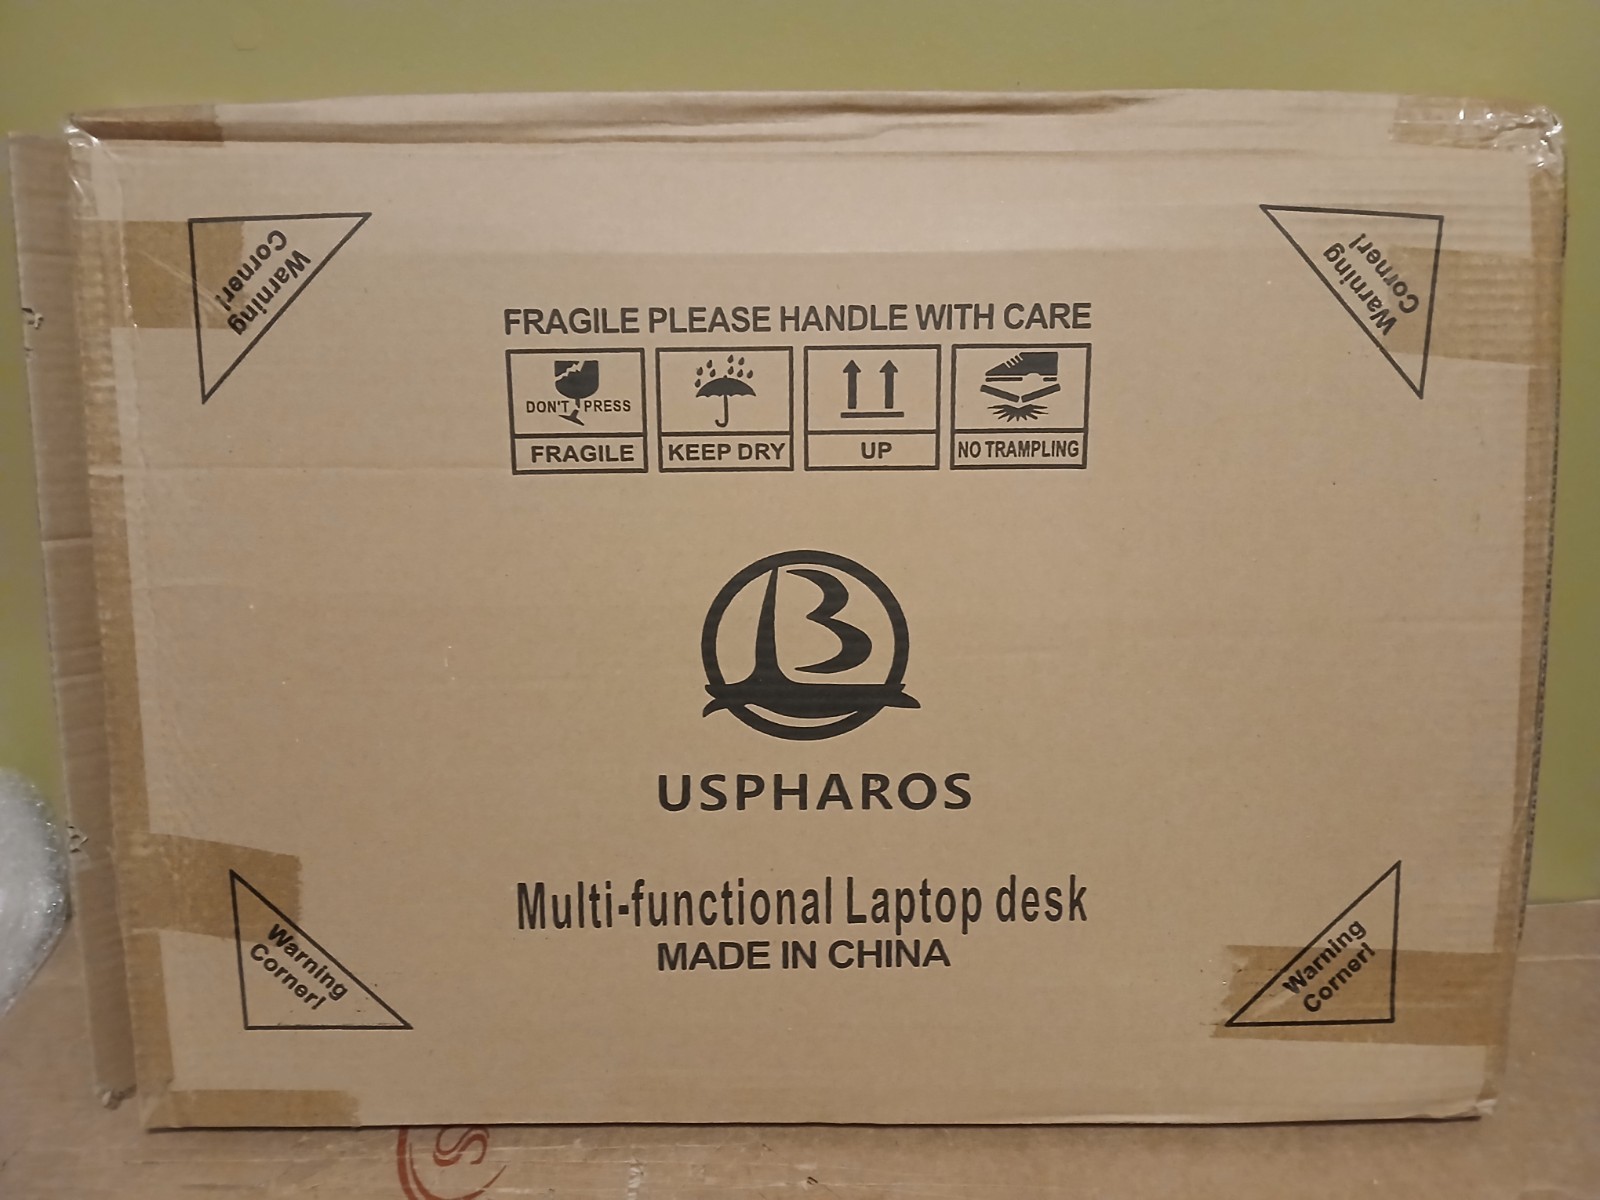 Warning
Corner!
Warning
Corner!
FRAGILE PLEASE HANDLE WITH CARE
DON'T PRESS
FRAGILE
KEEP DRY
UP
NO TRAMPLING
B
USPHAROS
Multi-functional Laptop desk
MADE IN CHINA
Warning
Corner!
Warning
Corner!